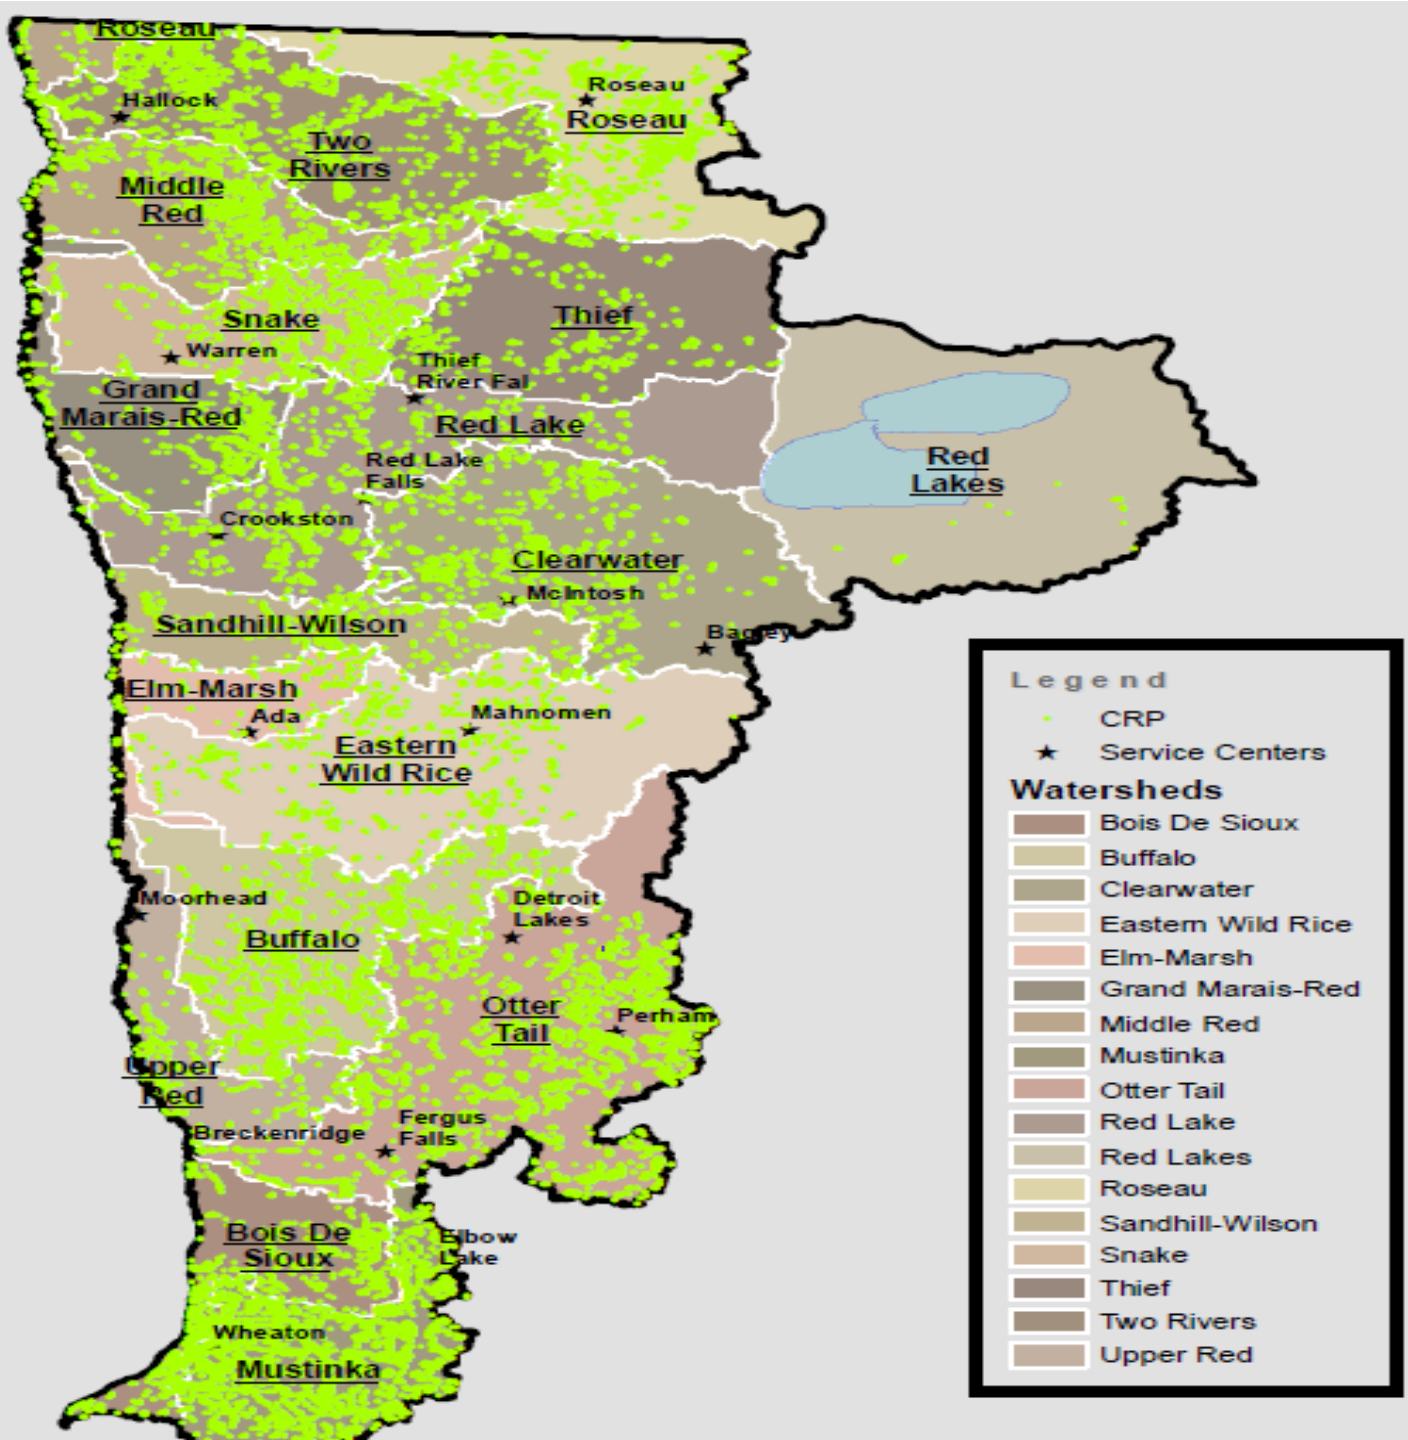 Roseau
Roseau
Hallock
Roseau
Two
Rivers
Middle
Red
Thief
Snake
Warren
Thief
River Fal
Grand
Marais-Red
Red Lake
Red
Lakes
Red Lake
Falls
Crookston
Clearwater
McIntosh
Sandhill-Wilson
Bagley
Elm-Marsh
Ada
Mahnomen
Eastern
Wild Rice
Moorhead
Detroit
Lakes
Buffalo
Otter
Tail
Perham
Upper
Red
Fergus
Falls
Breckenridge
Bois De
Sioux
Elbow
Lake
Wheaton
Mustinka
Legend
CRP
Service Centers
Watersheds
Bois De Sioux
Buffalo
Clearwater
Eastern Wild Rice
Elm-Marsh
Grand Marais-Red
Middle Red
Mustinka
Otter Tail
Red Lake
Red Lakes
Roseau
Sandhill-Wilson
Snake
Thief
Two Rivers
Upper Red